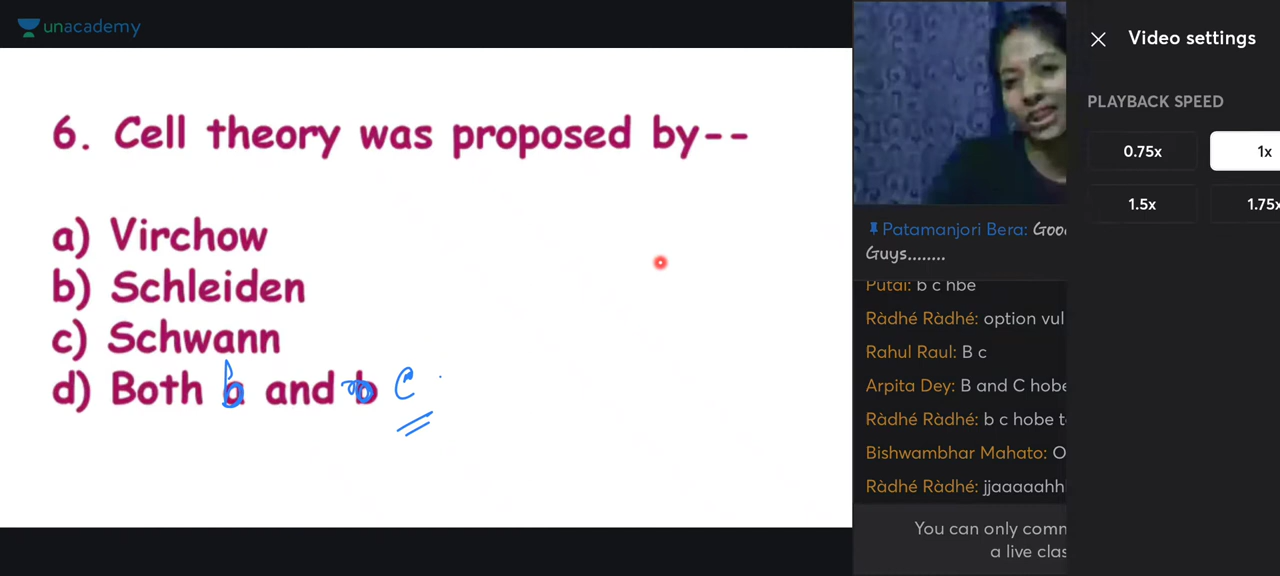 unacademy
6. Cell theory was proposed by--
a) Virchow
b) Schleiden
c) Schwann
d) Both b and b C
Patamanjori Bera:
Guys........
Putai: b c hbe
Ràdhé Ràdhé: option vul
Rahul Raul: B c
Arpita Dey: B and C hobe
Ràdhé Ràdhé: b c hobe t
Bishwambhar Mahato: O
Ràdhé Ràdhé: jjaaaaahh
You can only comm
a live clas
Video settings
PLAYBACK SPEED
0.75x
1x
1.5x
1.75x